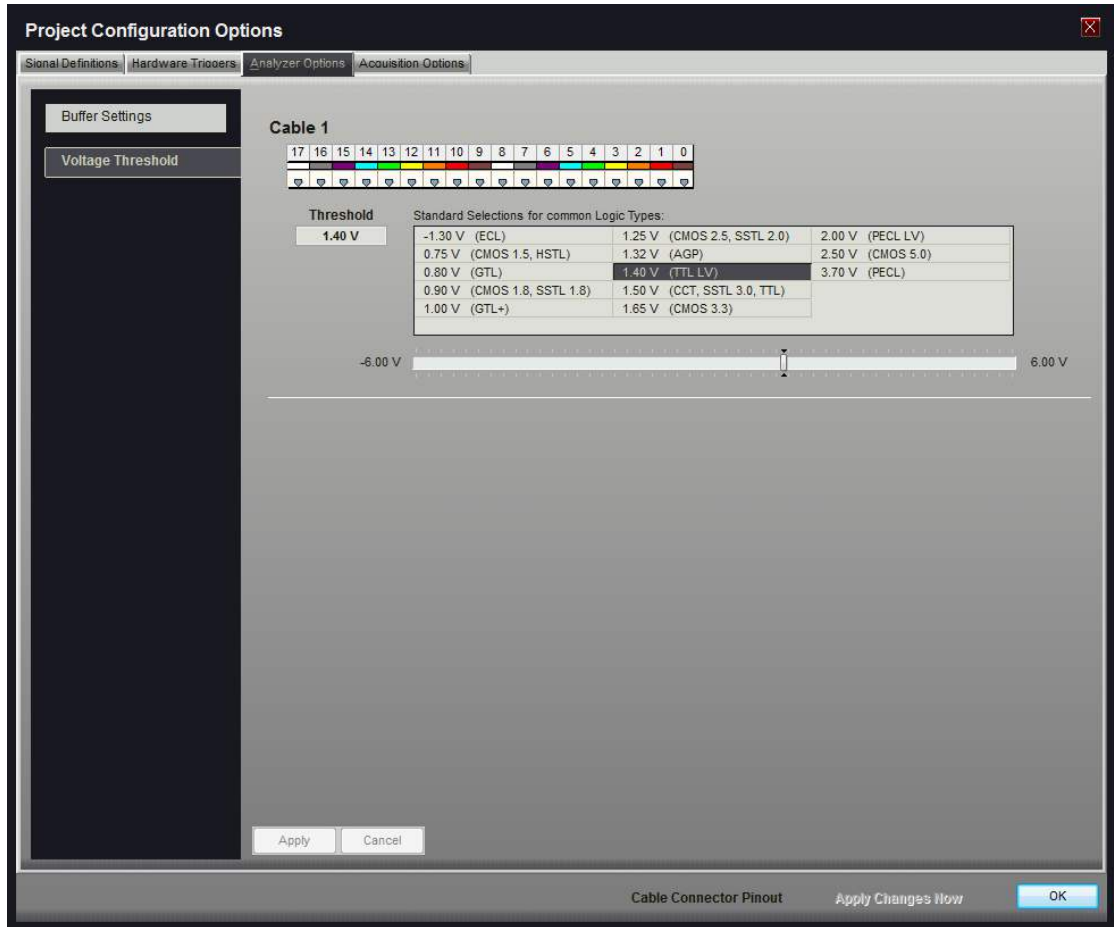 Project Configuration Options
Signal Definitions Hardware Triggers Analyzer Options Acquisition Options
Buffer Settings
Voltage Threshold
Cable 1
17 16 15 14 13 12 11 10 9 8 7 6 5 4 3 2 1 0
Threshold Standard Selections for common Logic Types:
1.40 V
-1.30 V (ECL) 1.25 V (CMOS 2.5, SSTL 2.0) 2.00 V (PECL LV)
0.75 V (CMOS 1.5, HSTL) 1.32 V (AGP) 2.50 V (CMOS 5.0)
0.80 V (GTL) 1.40 V (TTL LV) 3.70 V (PECL)
0.90 V (CMOS 1.8, SSTL 1.8) 1.50 V (CCT, SSTL 3.0, TTL)
1.00 V (GTL+) 1.65 V (CMOS 3.3)
-6.00 V 6.00 V
Apply Cancel
Cable Connector Pinout Apply Changes Now OK